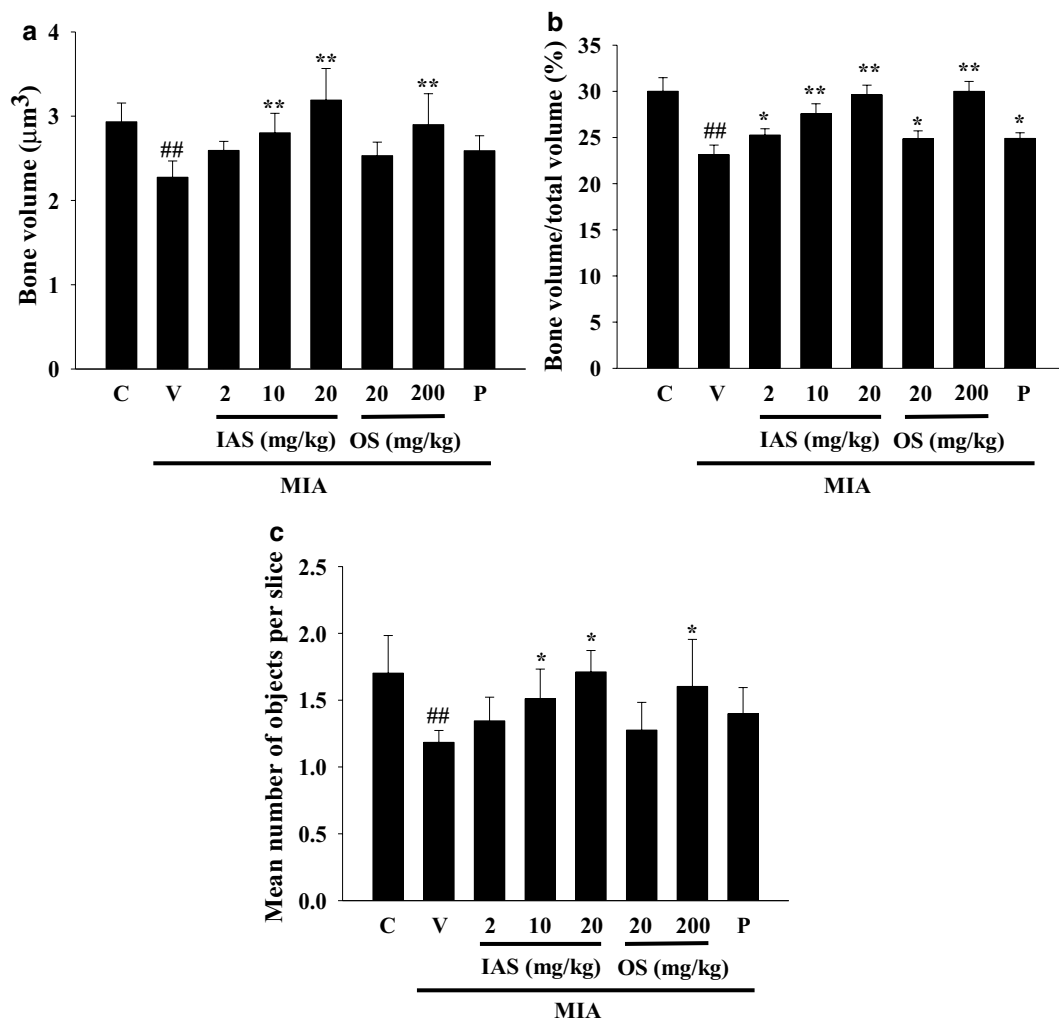 a
Bone volume (μm³)
4
3
2
1
0
** ** **
##
C V 2 10 20 20 200 P
IAS (mg/kg) OS (mg/kg)
MIA
b
Bone volume/total volume (%)
35
30
25
20
15
10
5
0
## * ** ** * ** *
C V 2 10 20 20 200 P
IAS (mg/kg) OS (mg/kg)
MIA
c
Mean number of objects per slice
2.5
2.0
1.5
1.0
0.5
0.0
## * * *
C V 2 10 20 20 200 P
IAS (mg/kg) OS (mg/kg)
MIA